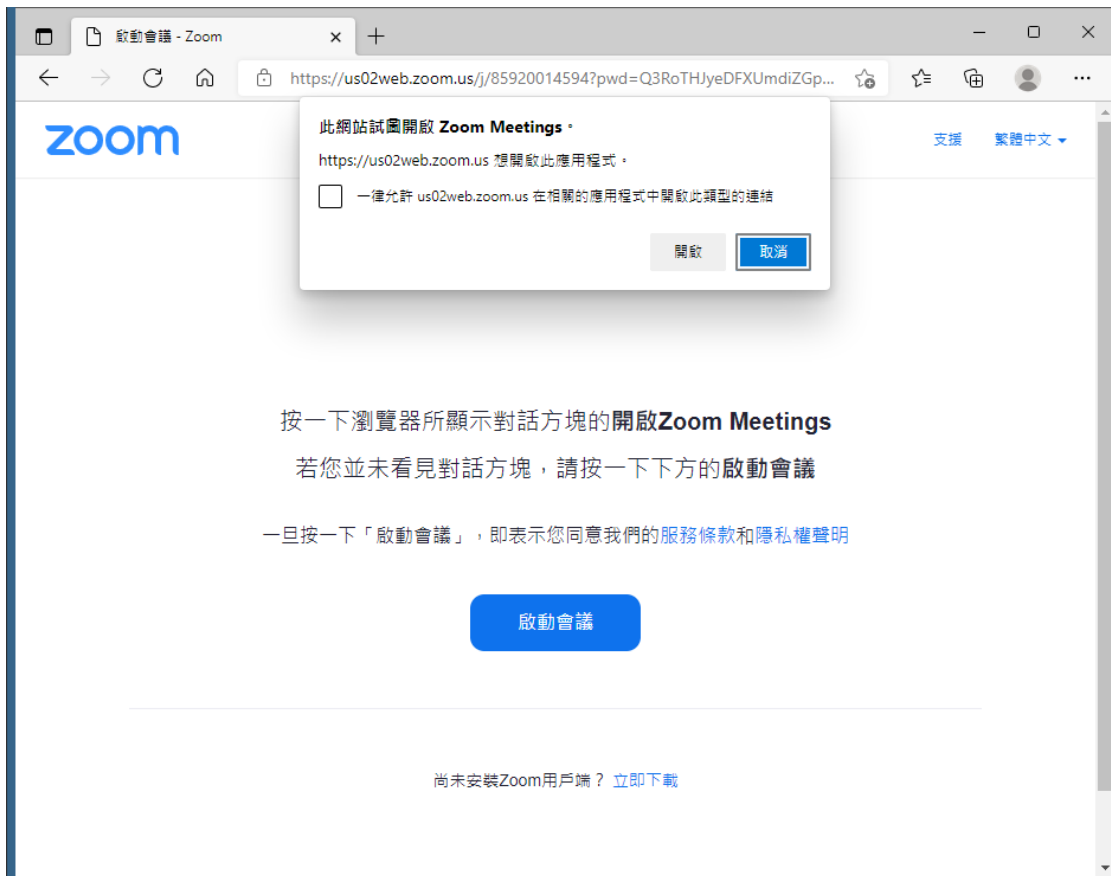 啟動會議 - Zoom
https://us02web.zoom.us/j/85920014594?pwd=Q3RoTHJyeDFXUmdiZGp...
zoom
支援 繁體中文
此網站試圖開啟 Zoom Meetings。
https://us02web.zoom.us 想開啟此應用程式。
一律允許 us02web.zoom.us 在相關的應用程式中開啟此類型的連結
開啟 取消
按一下瀏覽器所顯示對話方塊的開啟Zoom Meetings
若您並未看見對話方塊，請按一下下方的啟動會議
一旦按一下「啟動會議」，即表示您同意我們的服務條款和隱私權聲明
啟動會議
尚未安裝Zoom用戶端？ 立即下載